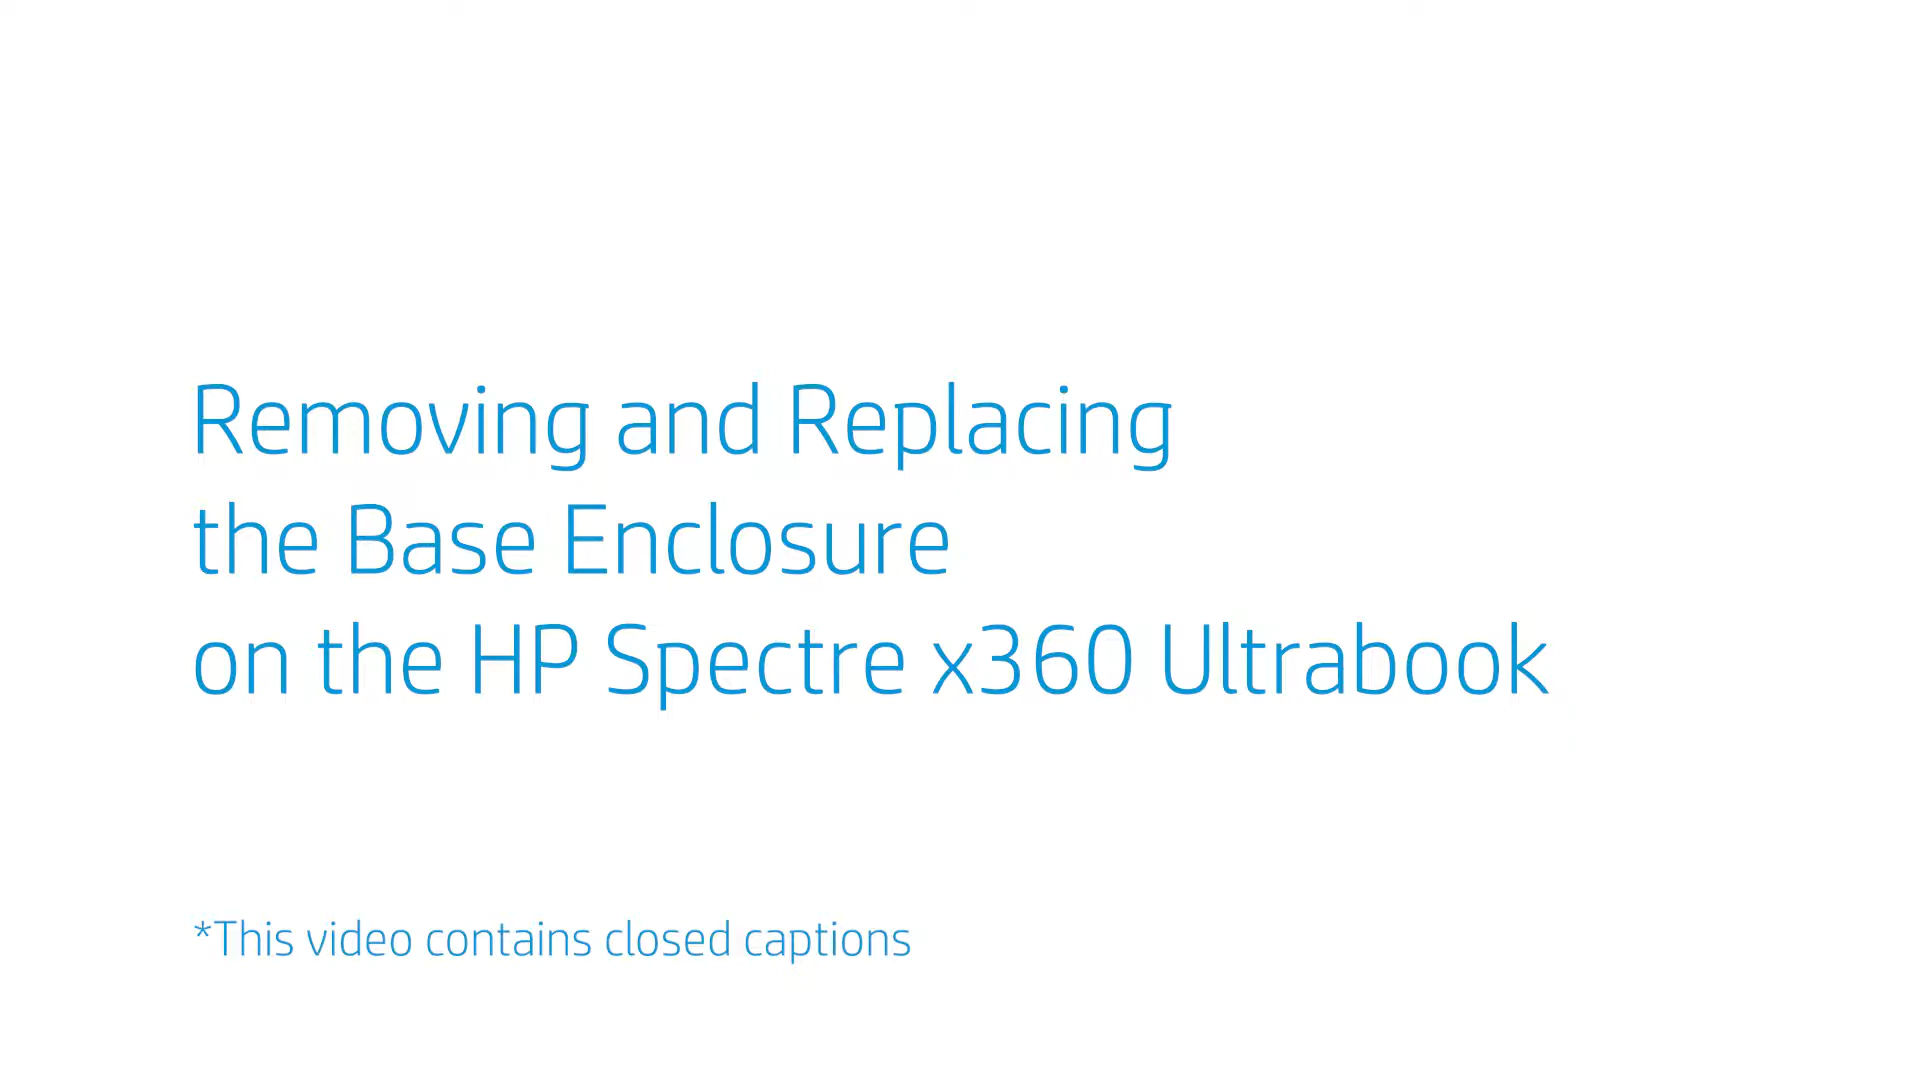 Removing and Replacing
the Base Enclosure
on the HP Spectre x360 Ultrabook
*This video contains closed captions